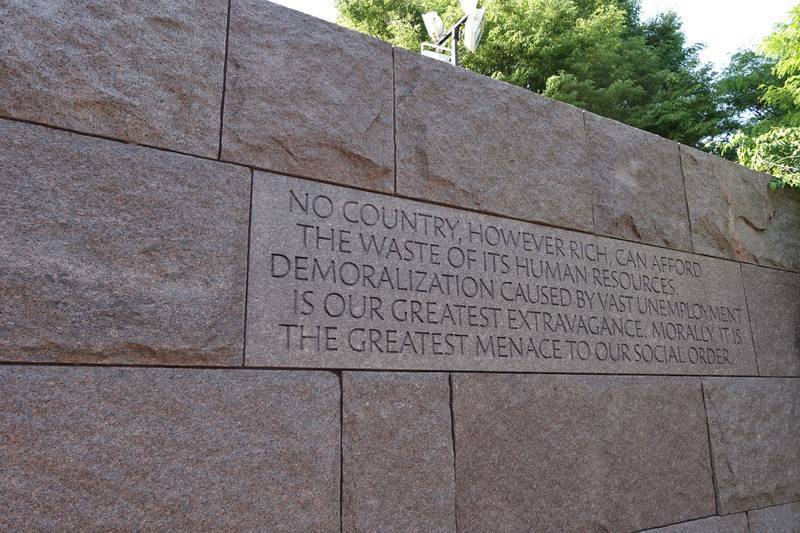 NO COUNTRY, HOWEVER RICH, CAN AFFORD
THE WASTE OF ITS HUMAN RESOURCES.
DEMORALIZATION CAUSED BY VAST UNEMPLOYMENT
IS OUR GREATEST EXTRAVAGANCE. MORALLY, IT IS
THE GREATEST MENACE TO OUR SOCIAL ORDER.